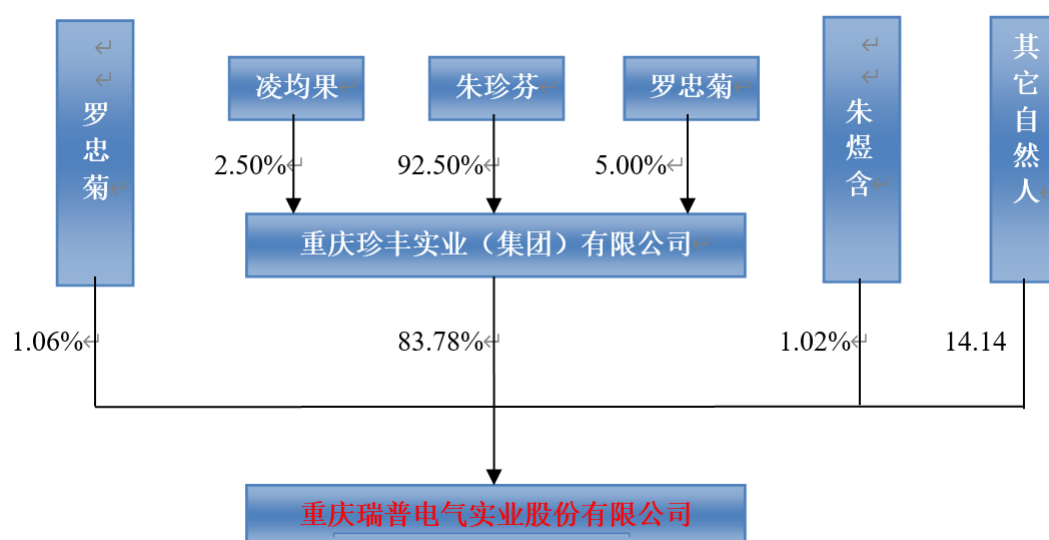 罗忠菊
凌均果
朱珍芬
罗忠菊
朱煜含
其它自然人
2.50%
92.50%
5.00%
重庆珍丰实业（集团）有限公司
1.06%
83.78%
1.02%
14.14
重庆瑞普电气实业股份有限公司